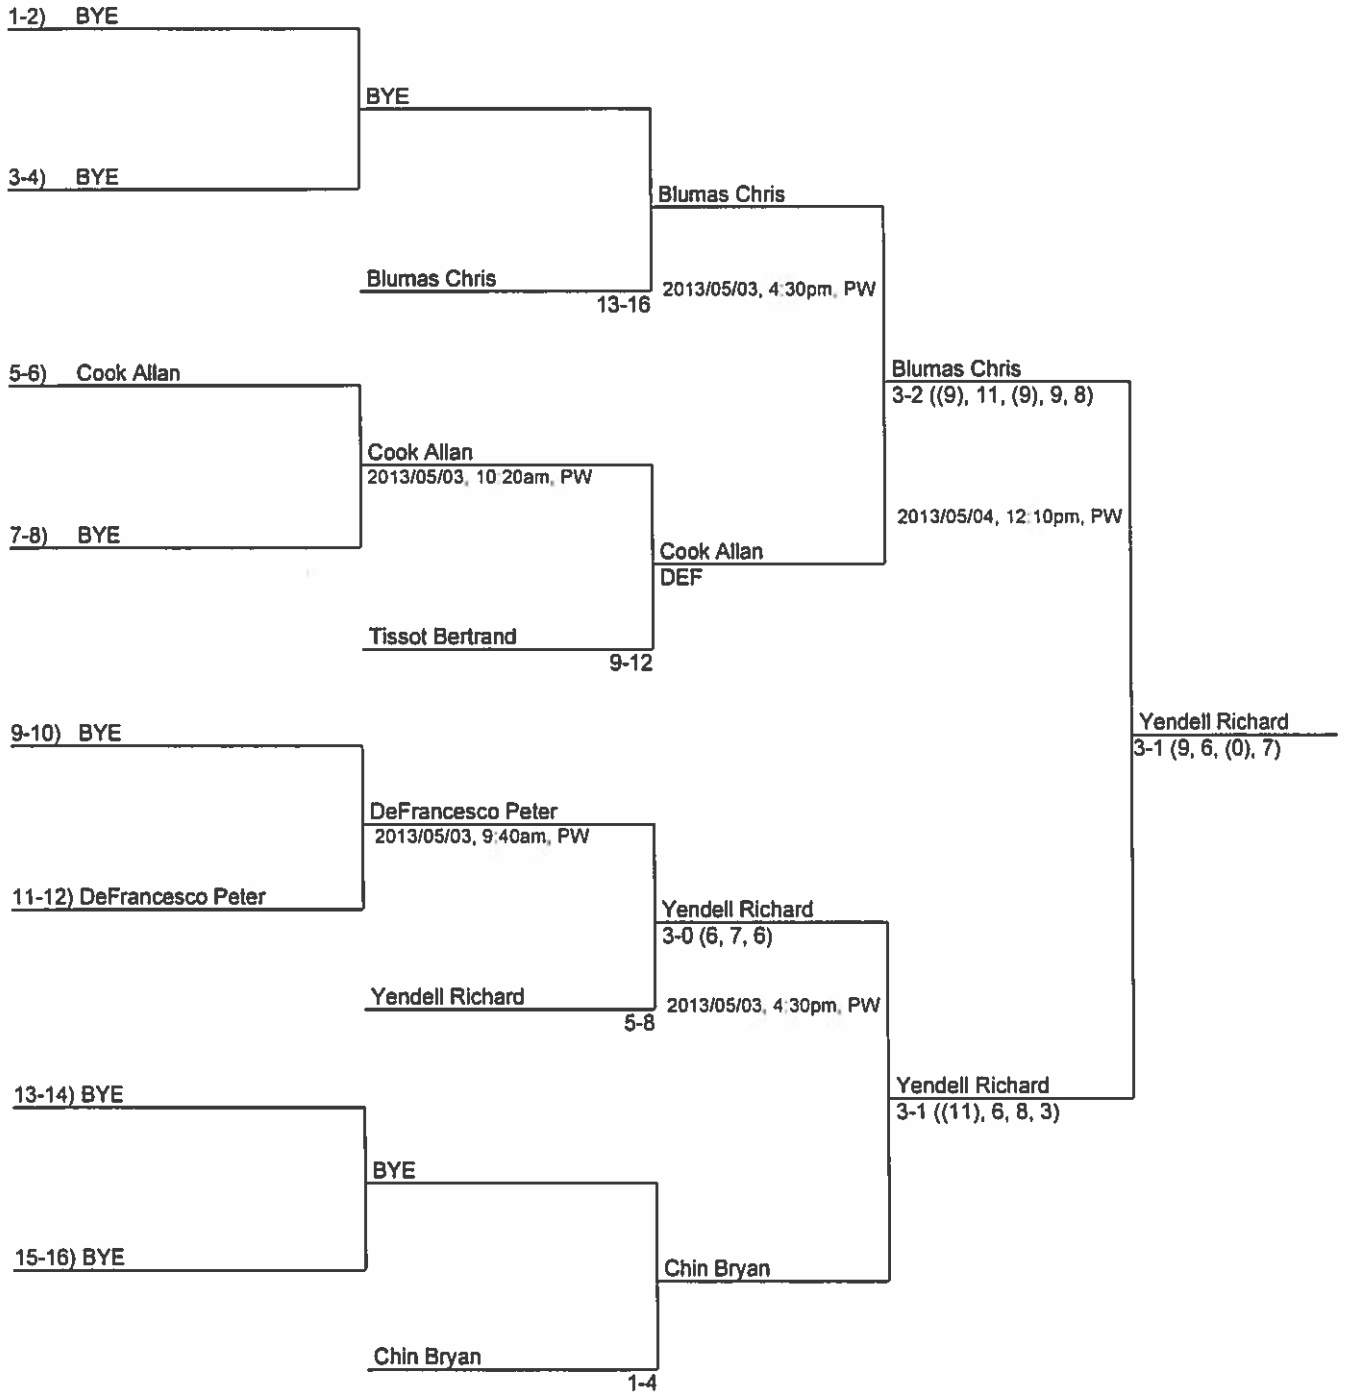 1-2) BYE
BYE
3-4) BYE
Blumas Chris
Blumas Chris
13-16
2013/05/03, 4:30pm, PW
5-6) Cook Allan
Blumas Chris
3-2 ((9), 11, (9), 9, 8)
Cook Allan
2013/05/03, 10:20am, PW
2013/05/04, 12:10pm, PW
7-8) BYE
Cook Allan
DEF
Tissot Bertrand
9-12
9-10) BYE
Yendell Richard
3-1 (9, 6, (0), 7)
DeFrancesco Peter
2013/05/03, 9:40am, PW
11-12) DeFrancesco Peter
Yendell Richard
3-0 (6, 7, 6)
Yendell Richard
5-8
2013/05/03, 4:30pm, PW
13-14) BYE
Yendell Richard
3-1 ((11), 6, 8, 3)
BYE
15-16) BYE
Chin Bryan
Chin Bryan
1-4